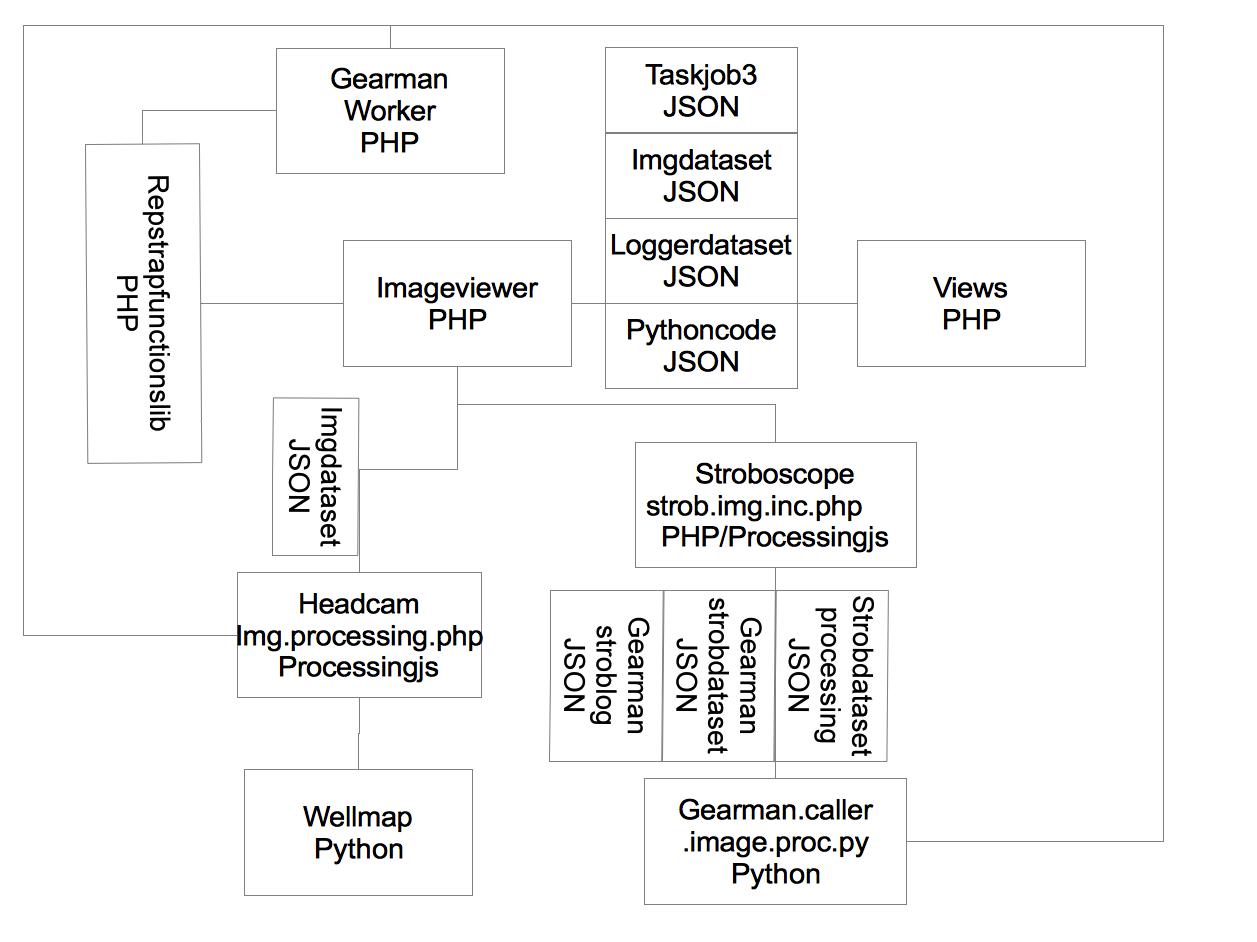 Gearman
Worker
PHP
Taskjob3
JSON
Imgdataset
JSON
Loggerdataset
JSON
Pythoncode
JSON
Repstrapfunctionslib
PHP
Imageviewer
PHP
Views
PHP
Imgdataset
JSON
Stroboscope
strob.img.inc.php
PHP/Processingjs
Headcam
Img.processing.php
Processingjs
Gearman
stroblog
JSON
Gearman
strobdataset
JSON
Strobdataset
processing
JSON
Wellmap
Python
Gearman.caller
.image.proc.py
Python